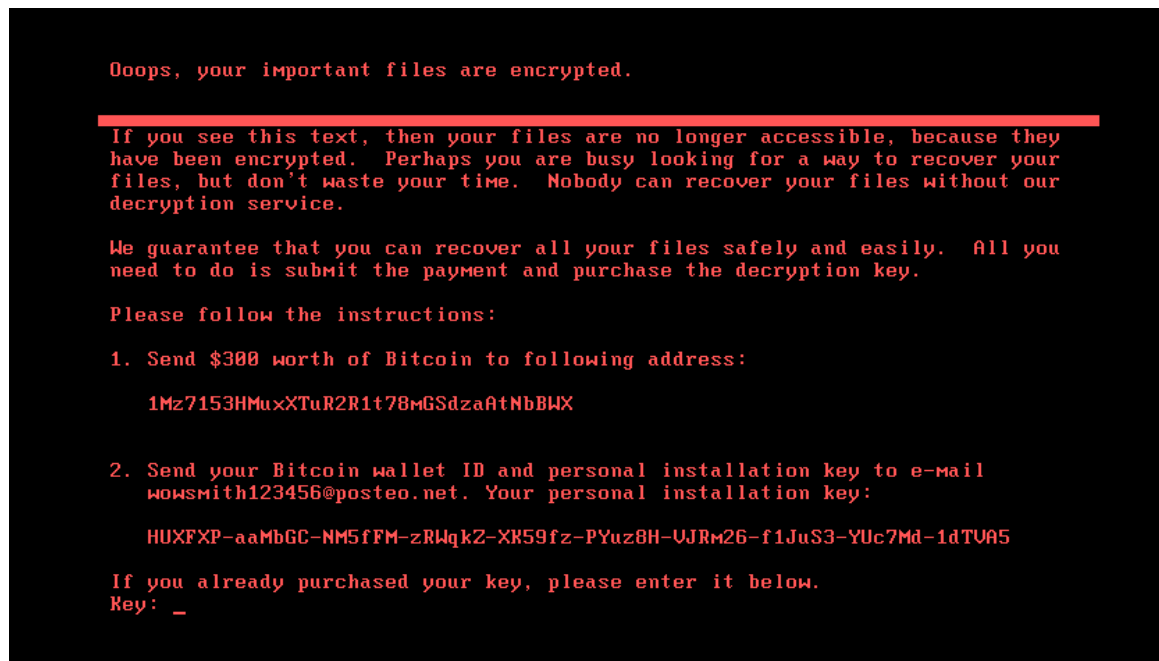 Ooops, your important files are encrypted.
If you see this text, then your files are no longer accessible, because they
have been encrypted.  Perhaps you are busy looking for a way to recover your
files, but don't waste your time.  Nobody can recover your files without our
decryption service.
We guarantee that you can recover all your files safely and easily.  All you
need to do is submit the payment and purchase the decryption key.
Please follow the instructions:
1. Send $300 worth of Bitcoin to following address:
1Mz7153HMuxXTuR2R1t78mGSdzaAtNbBWX
2. Send your Bitcoin wallet ID and personal installation key to e-mail
wowsmith123456@posteo.net. Your personal installation key:
HUXFXP-aaMbGC-NM5fFM-zRWqkZ-XK59fz-PYuz8H-VJRm26-f1JuS3-YUc7Md-1dTVA5
If you already purchased your key, please enter it below.
Key: _